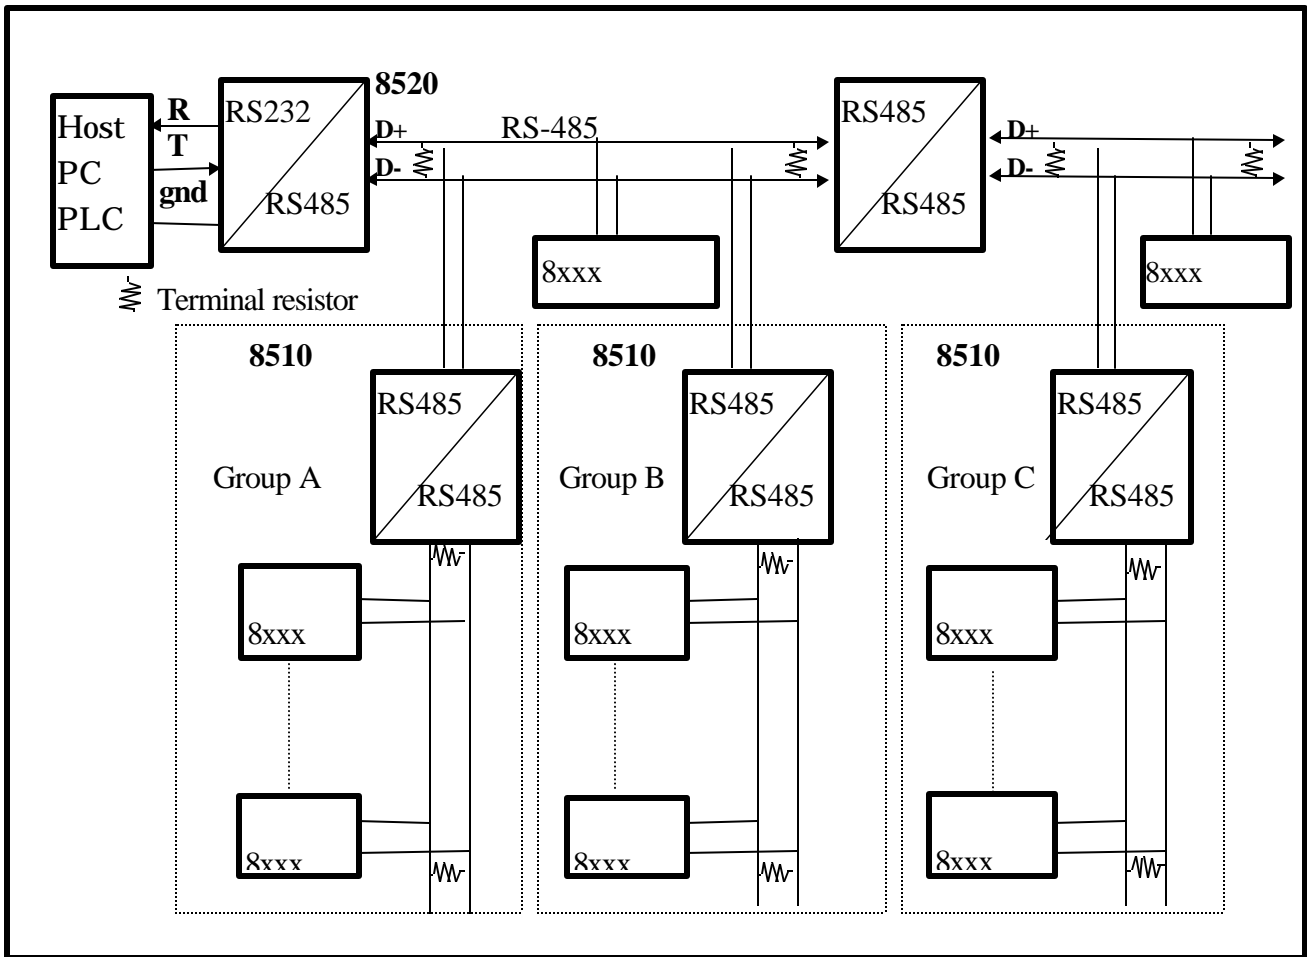 8520
Host
PC
PLC
R
T
gnd
RS232
RS485
D+
D-
RS-485
RS485
RS485
D+
D-
8xxx
8xxx
Terminal resistor
8510
RS485
RS485
Group A
8xxx
8xxx
8510
RS485
RS485
Group B
8xxx
8xxx
8510
RS485
RS485
Group C
8xxx
8xxx